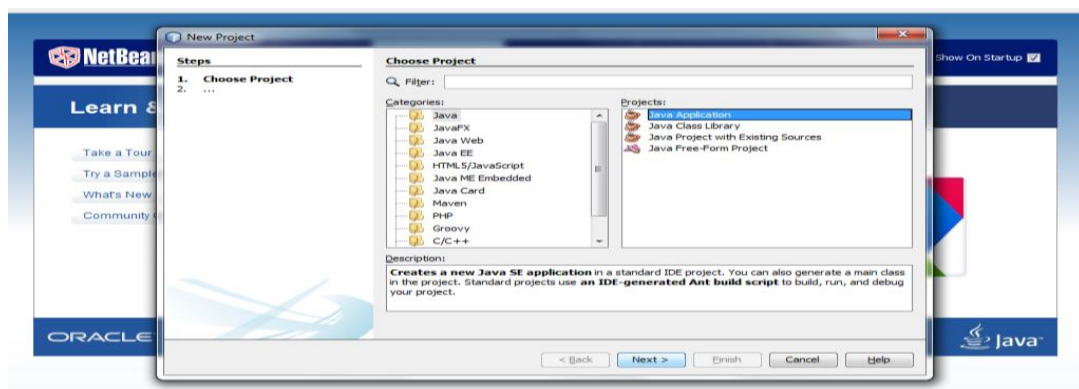 New Project
NetBea
Show On Startup
Learn &
Take a Tour
Try a Sample
What's New
Community
Steps
1. Choose Project
2. ...
Choose Project
Filter:
Categories:
Java
JavaFX
Java Web
Java EE
HTML5/JavaScript
Java ME Embedded
Java Card
Maven
PHP
Groovy
C/C++
Projects:
Java Application
Java Class Library
Java Project with Existing Sources
Java Free-Form Project
Description:
Creates a new Java SE application in a standard IDE project. You can also generate a main class
in the project. Standard projects use an IDE-generated Ant build script to build, run, and debug
your project.
< Back
Next >
Finish
Cancel
Help
ORACLE
Java